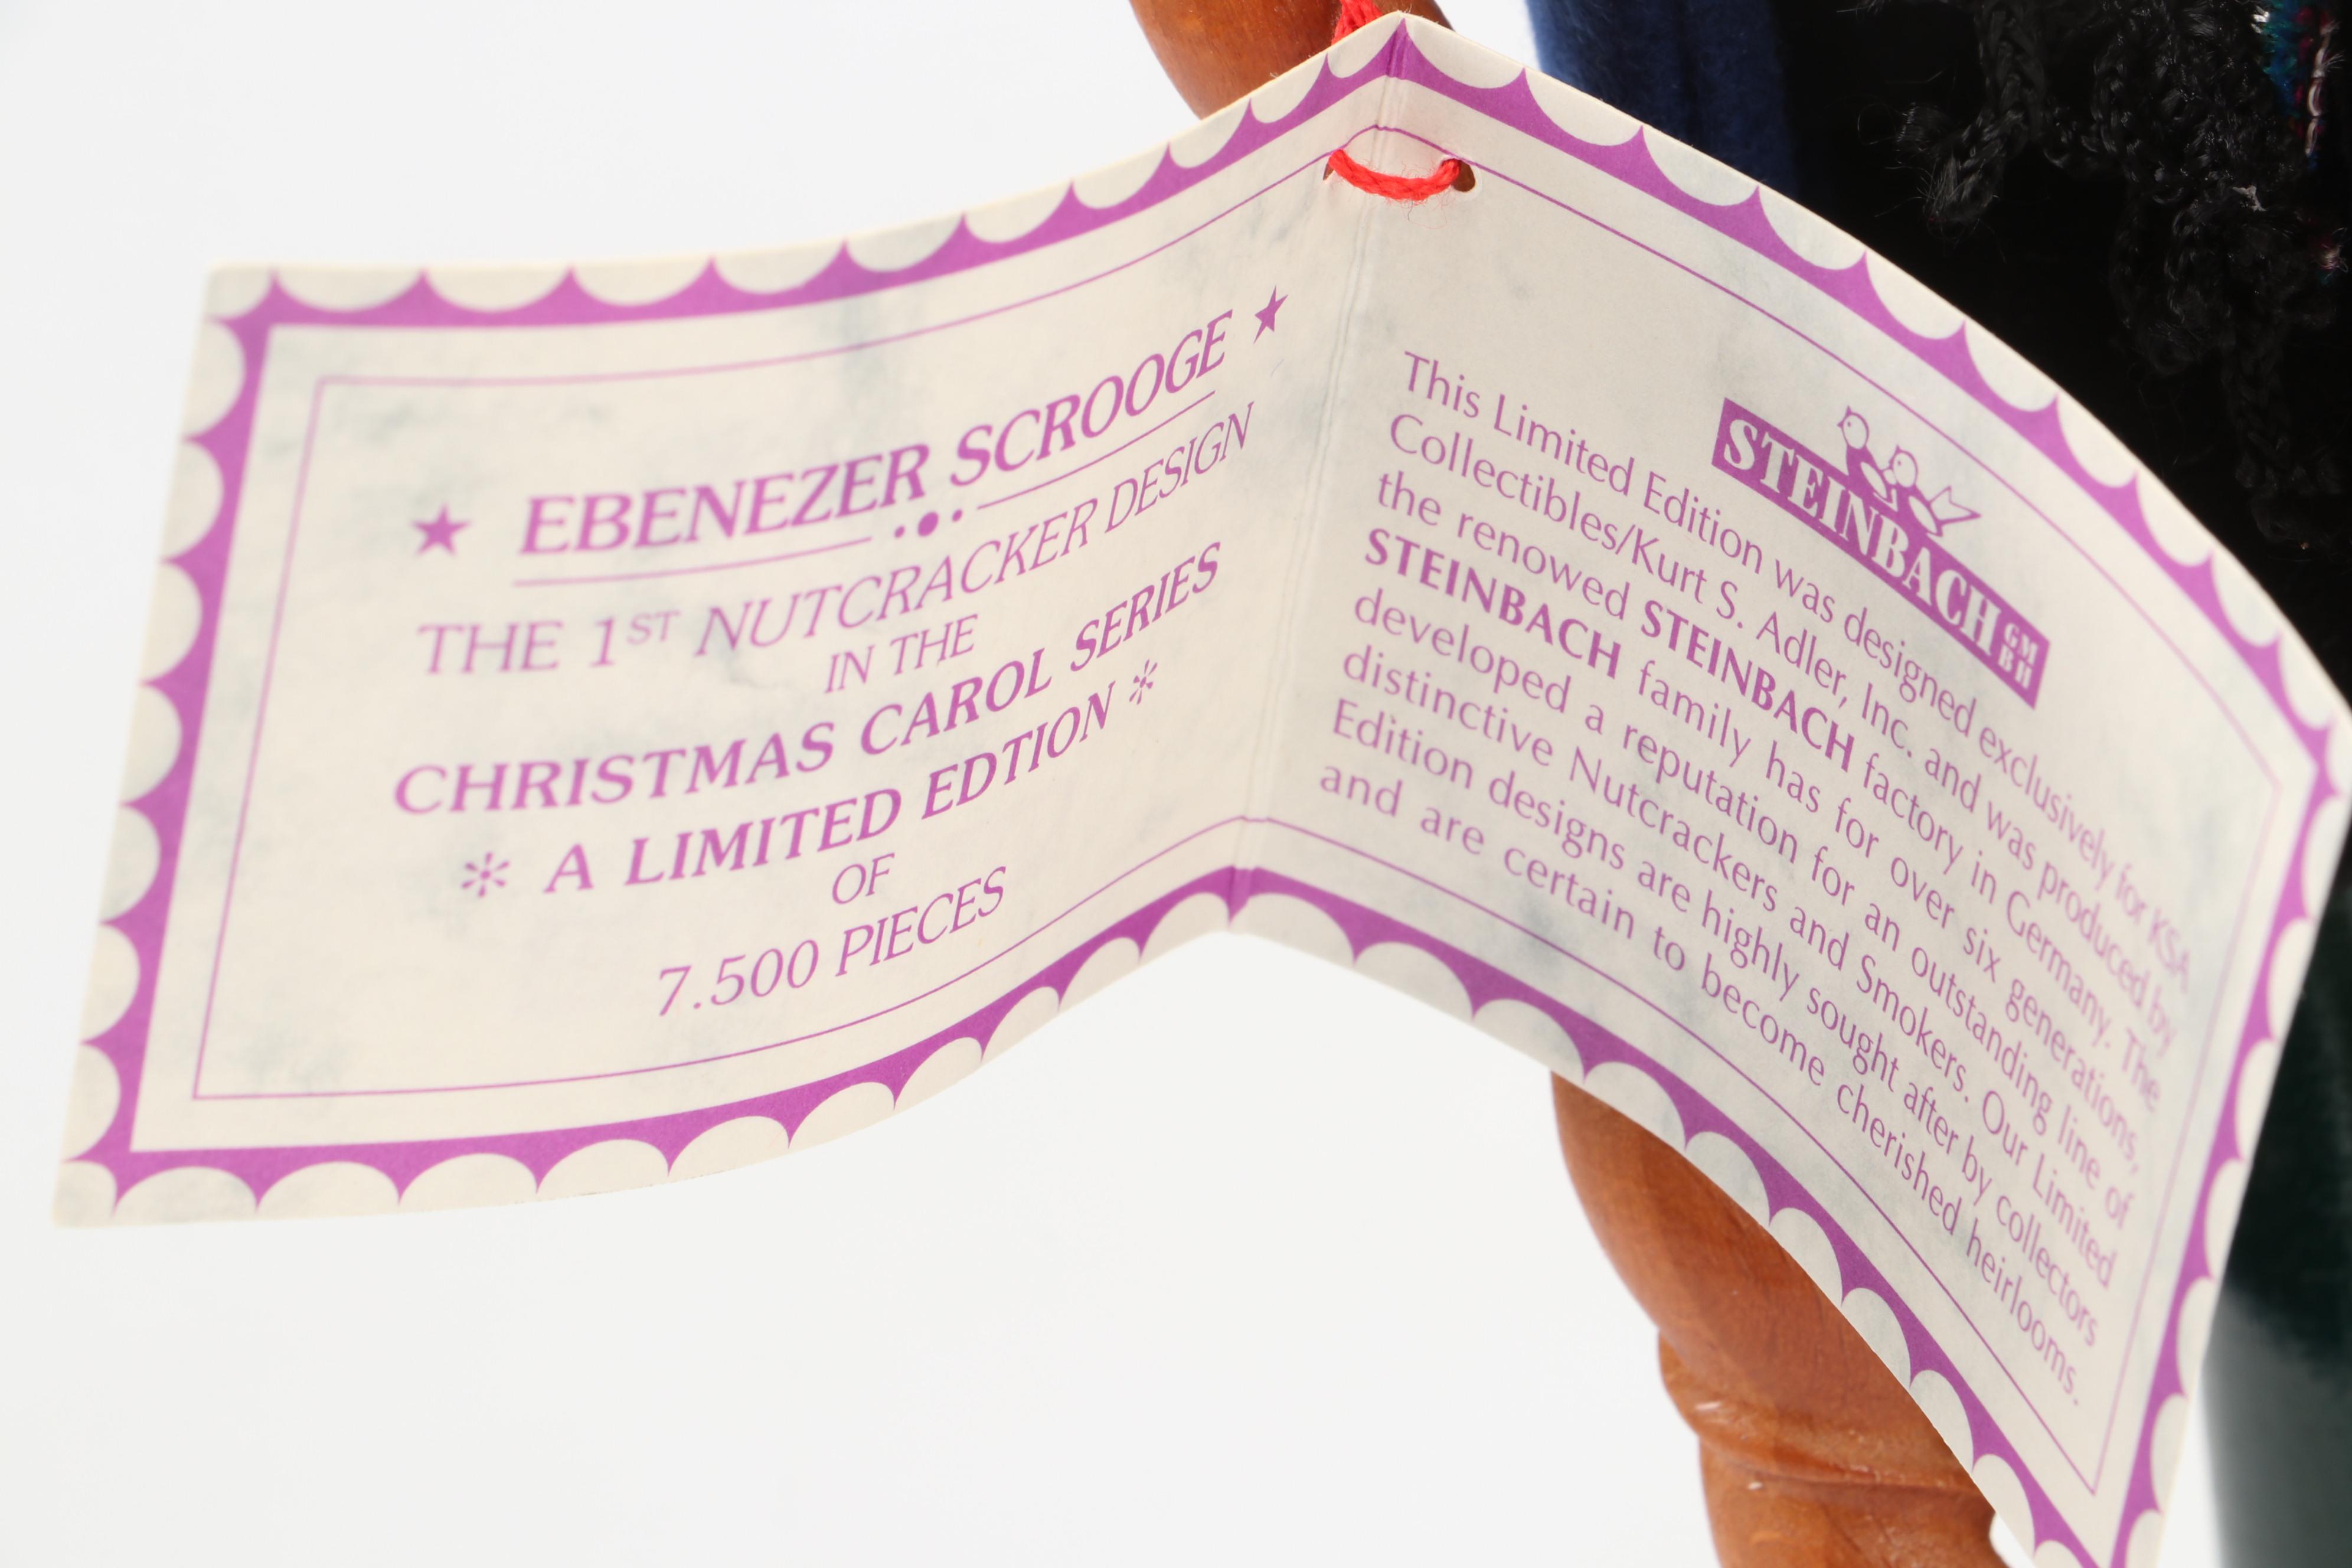 ★ EBENEZER SCROOGE ★
THE 1ST NUTCRACKER DESIGN
IN THE
CHRISTMAS CAROL SERIES
* A LIMITED EDTION *
OF
7.500 PIECES
STEINBACH GMBH
This Limited Edition was designed exclusively for KSA
Collectibles/Kurt S. Adler, Inc. and was produced by
the renowed STEINBACH factory in Germany. The
STEINBACH family has for over six generations,
developed a reputation for an outstanding line of
distinctive Nutcrackers and Smokers. Our Limited
Edition designs are highly sought after by collectors
and are certain to become cherished heirlooms.